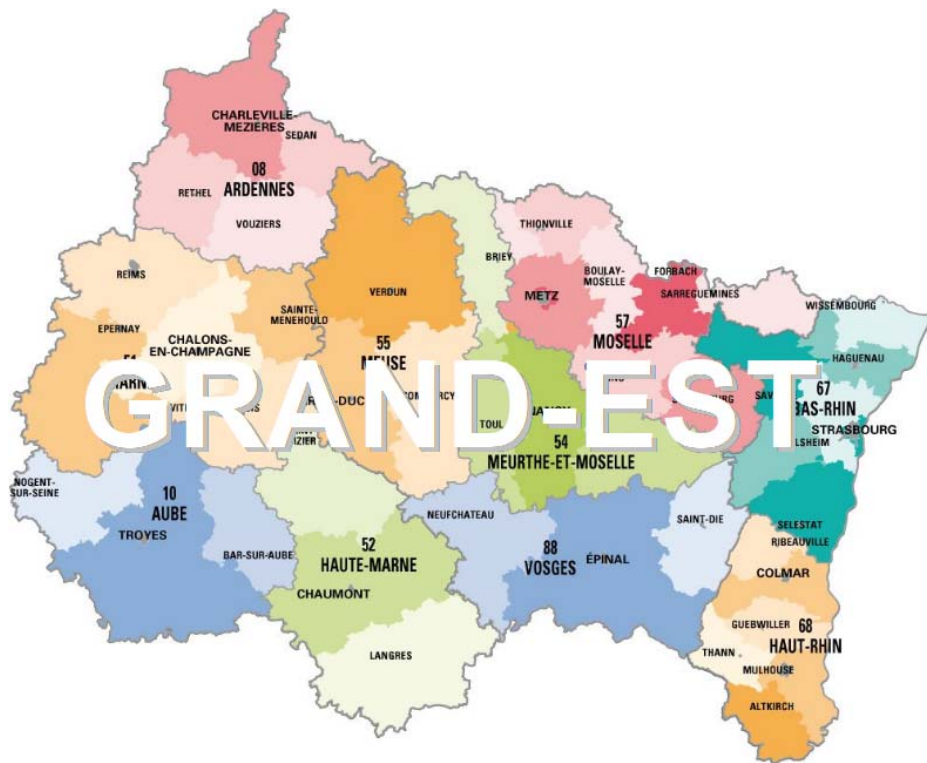 CHARLEVILLE-
MEZIERES
SEDAN
08
ARDENNES
RETHEL
VOUZIERS
REIMS
EPERNAY
CHALONS-
EN-CHAMPAGNE
SAINTE-
MENEHOULD
VERDUN
55
MEUSE
BRIEY
THIONVILLE
METZ
BOULAY-
MOSELLE
FORBACH
SARREGUEMINES
57
MOSELLE
WISSEMBOURG
HAGUENAU
67
BAS-RHIN
STRASBOURG
GRAND-EST
TOUL
54
MEURTHE-ET-MOSELLE
NOGENT-
SUR-SEINE
10
AUBE
TROYES
BAR-SUR-AUBE
52
HAUTE-MARNE
CHAUMONT
LANGRES
NEUFCHATEAU
88
VOSGES
ÉPINAL
SAINT-DIE
SELESTAT
RIBEAUVILLE
COLMAR
GUEBWILLER
68
HAUT-RHIN
THANN
MULHOUSE
ALTKIRCH